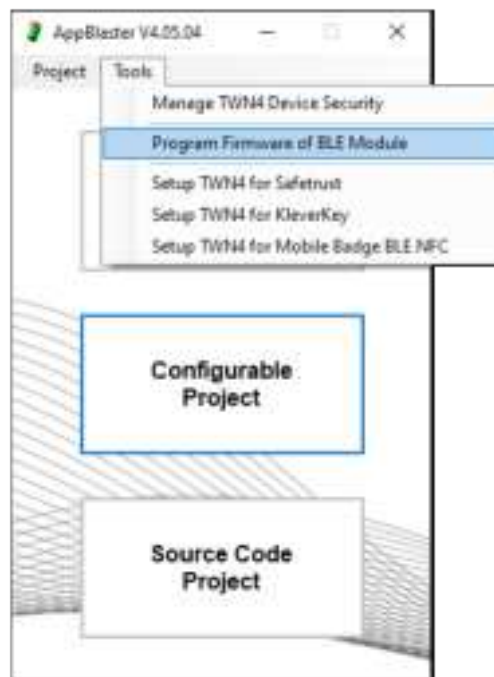 AppBlaster V4.05.04
Project Tools
Manage TWN4 Device Security
Program Firmware of BLE Module
Setup TWN4 for Safetrust
Setup TWN4 for KleverKey
Setup TWN4 for Mobile Badge BLE NFC
Configurable
Project
Source Code
Project